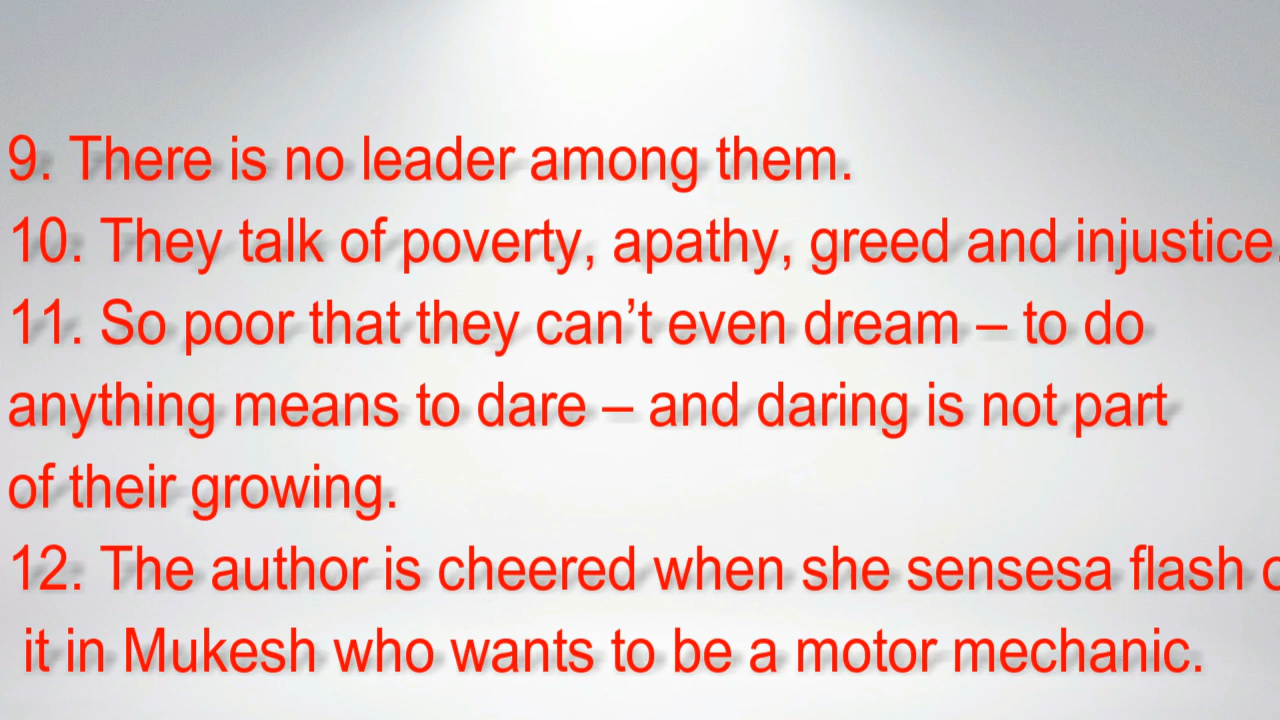 9. There is no leader among them.
10. They talk of poverty, apathy, greed and injustice.
11. So poor that they can’t even dream – to do
anything means to dare – and daring is not part
of their growing.
12. The author is cheered when she sensesa flash
it in Mukesh who wants to be a motor mechanic.